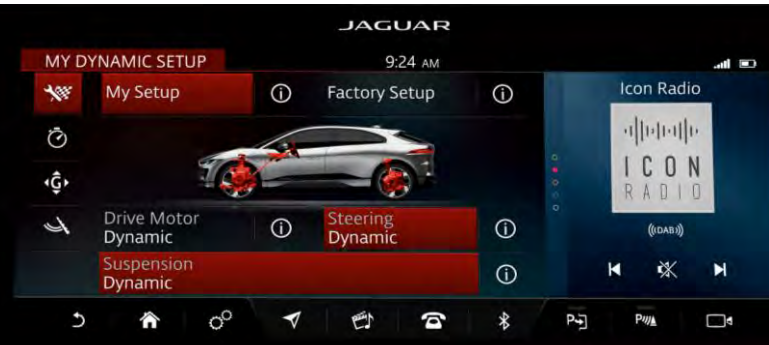 JAGUAR
MY DYNAMIC SETUP
9:24 AM
My Setup
Factory Setup
Icon Radio
ICON
RADIO
G
Drive Motor
Dynamic
Steering
Dynamic
((DAB))
Suspension
Dynamic
P
P